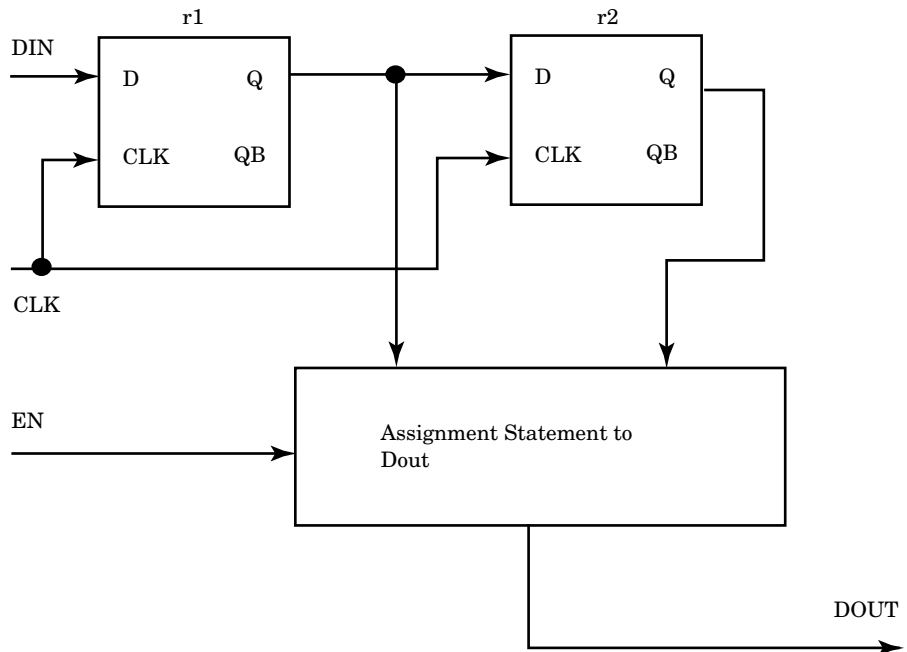 r1
r2
DIN
D
Q
D
Q
CLK
QB
CLK
QB
CLK
EN
Assignment Statement to
Dout
DOUT